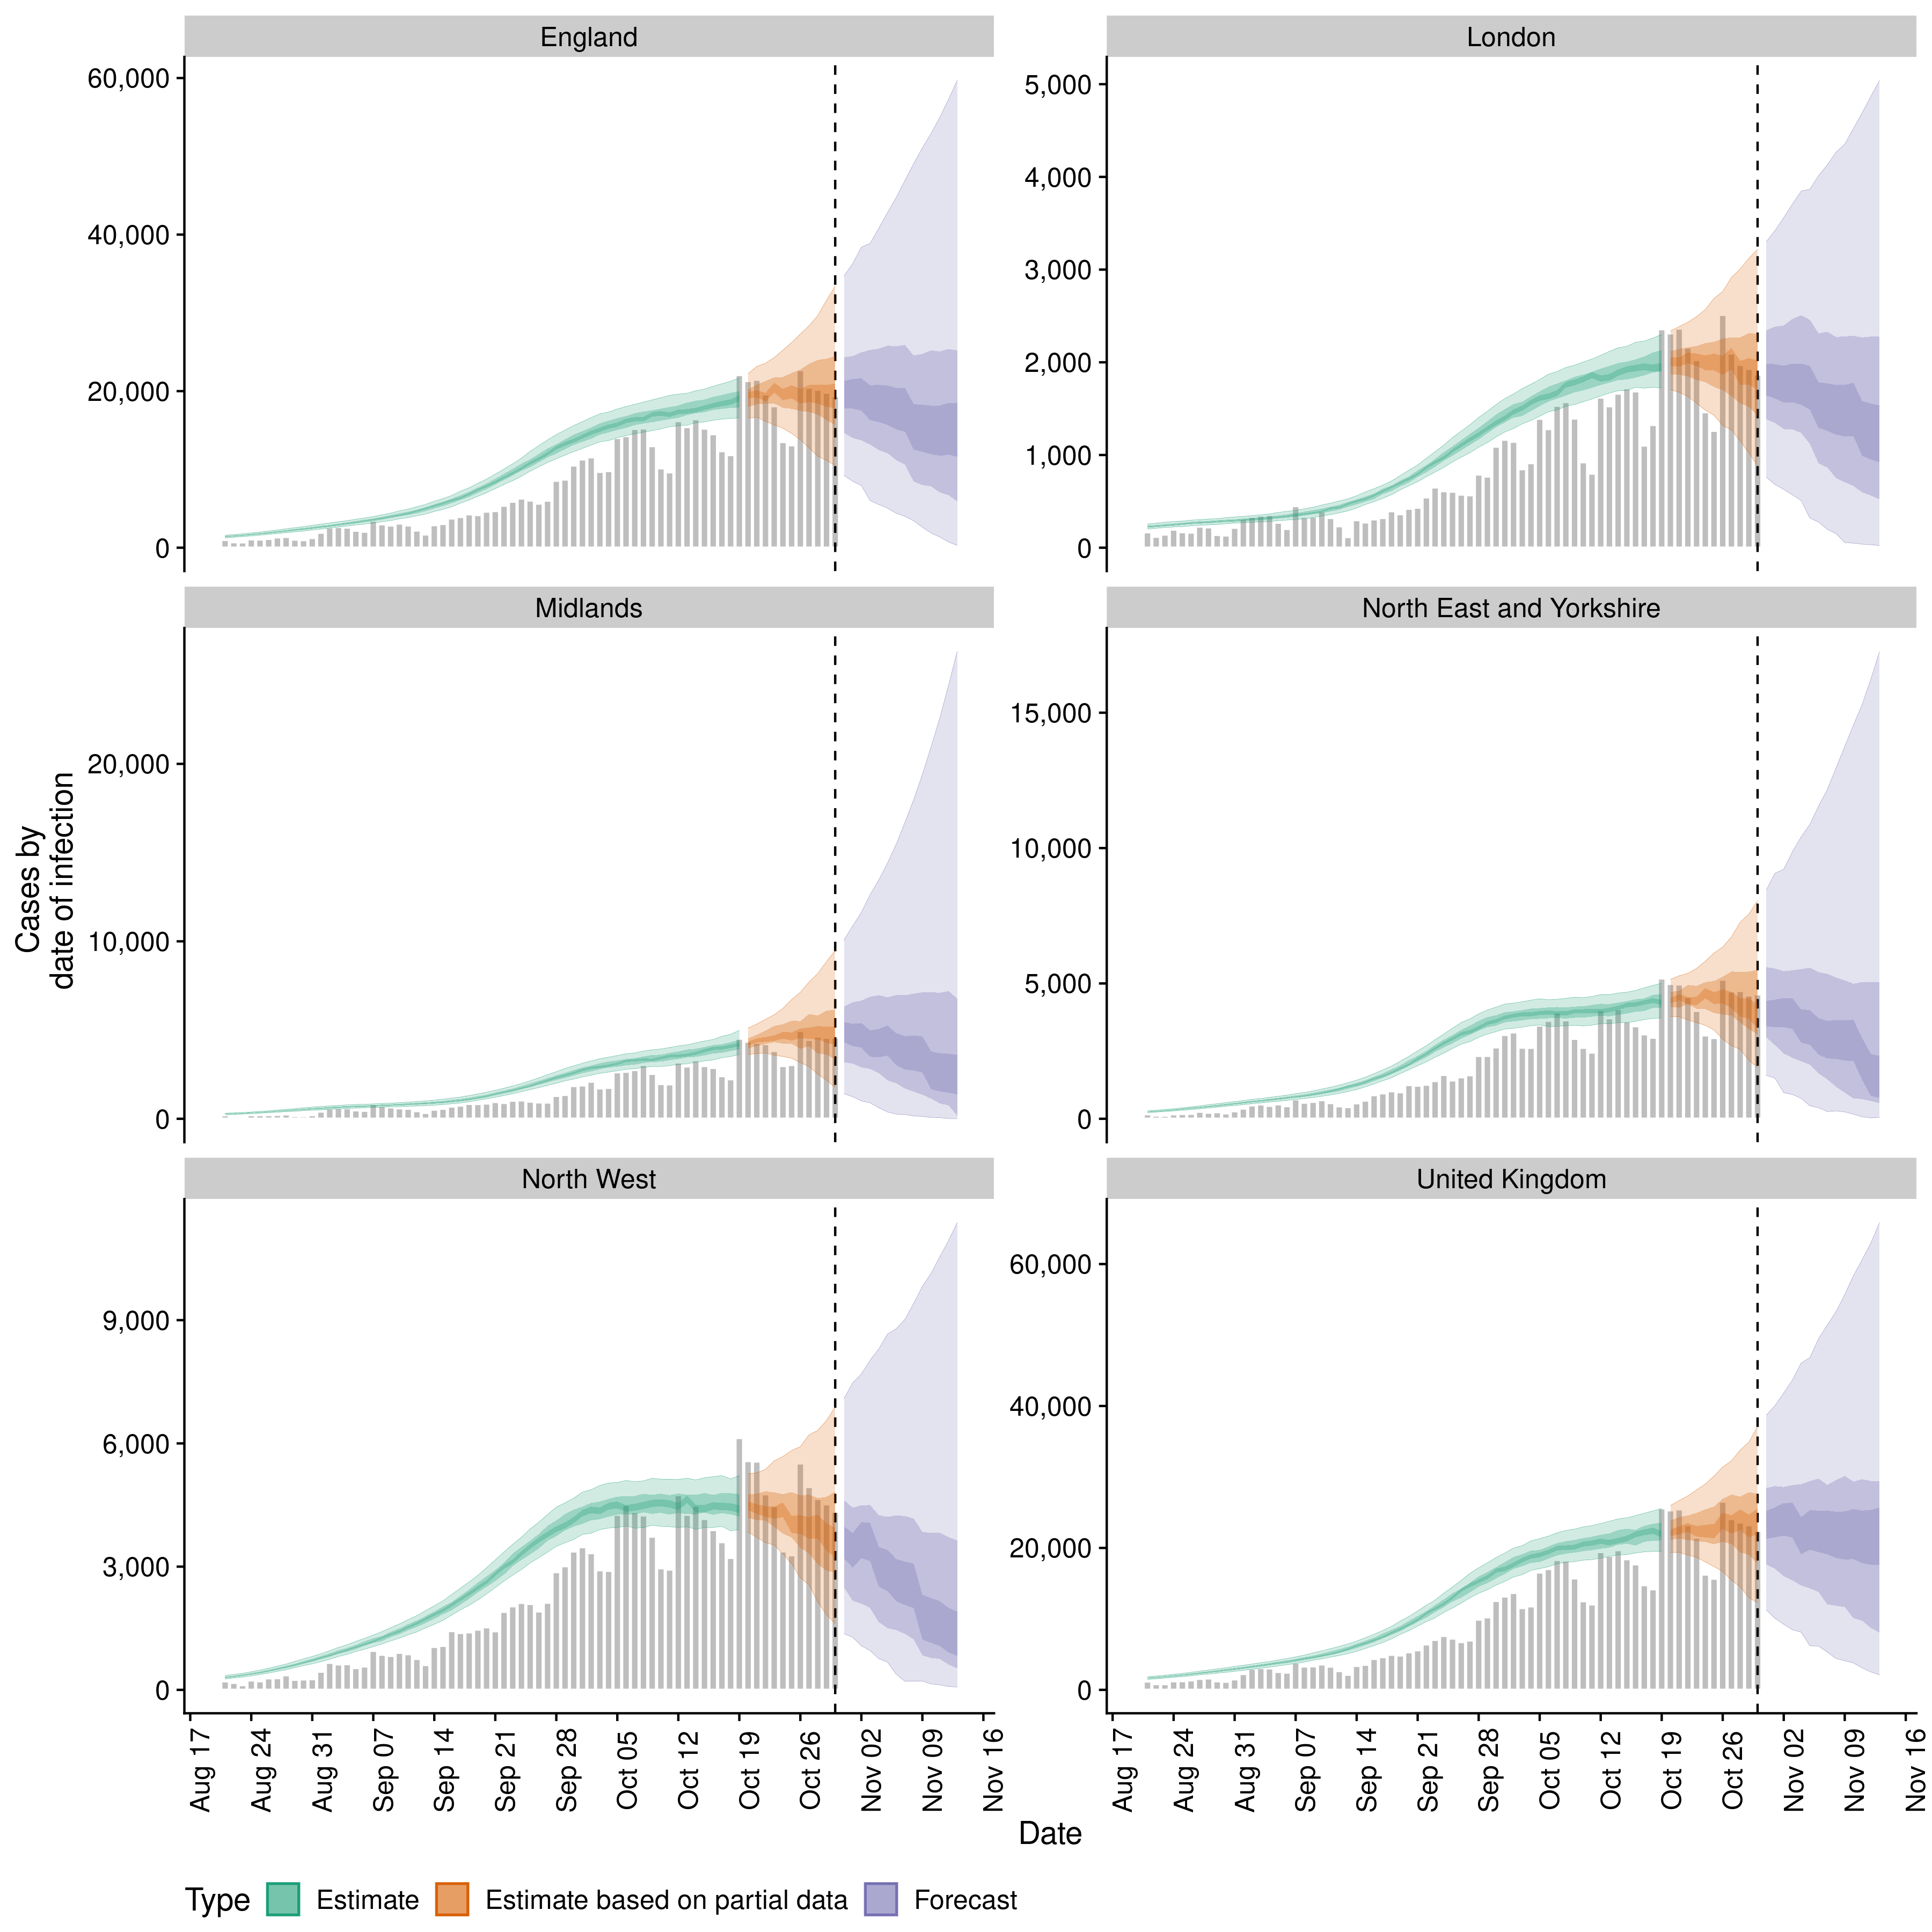 England
London
60,000
40,000
20,000
0
5,000
4,000
3,000
2,000
1,000
0
Midlands
North East and Yorkshire
20,000
10,000
0
15,000
10,000
5,000
0
Cases by
date of infection
North West
United Kingdom
9,000
6,000
3,000
0
60,000
40,000
20,000
0
Aug 17 Aug 24 Aug 31 Sep 07 Sep 14 Sep 21 Sep 28 Oct 05 Oct 12 Oct 19 Oct 26 Nov 02 Nov 09 Nov 16
Aug 17 Aug 24 Aug 31 Sep 07 Sep 14 Sep 21 Sep 28 Oct 05 Oct 12 Oct 19 Oct 26 Nov 02 Nov 09 Nov 16
Date
Type Estimate Estimate based on partial data Forecast